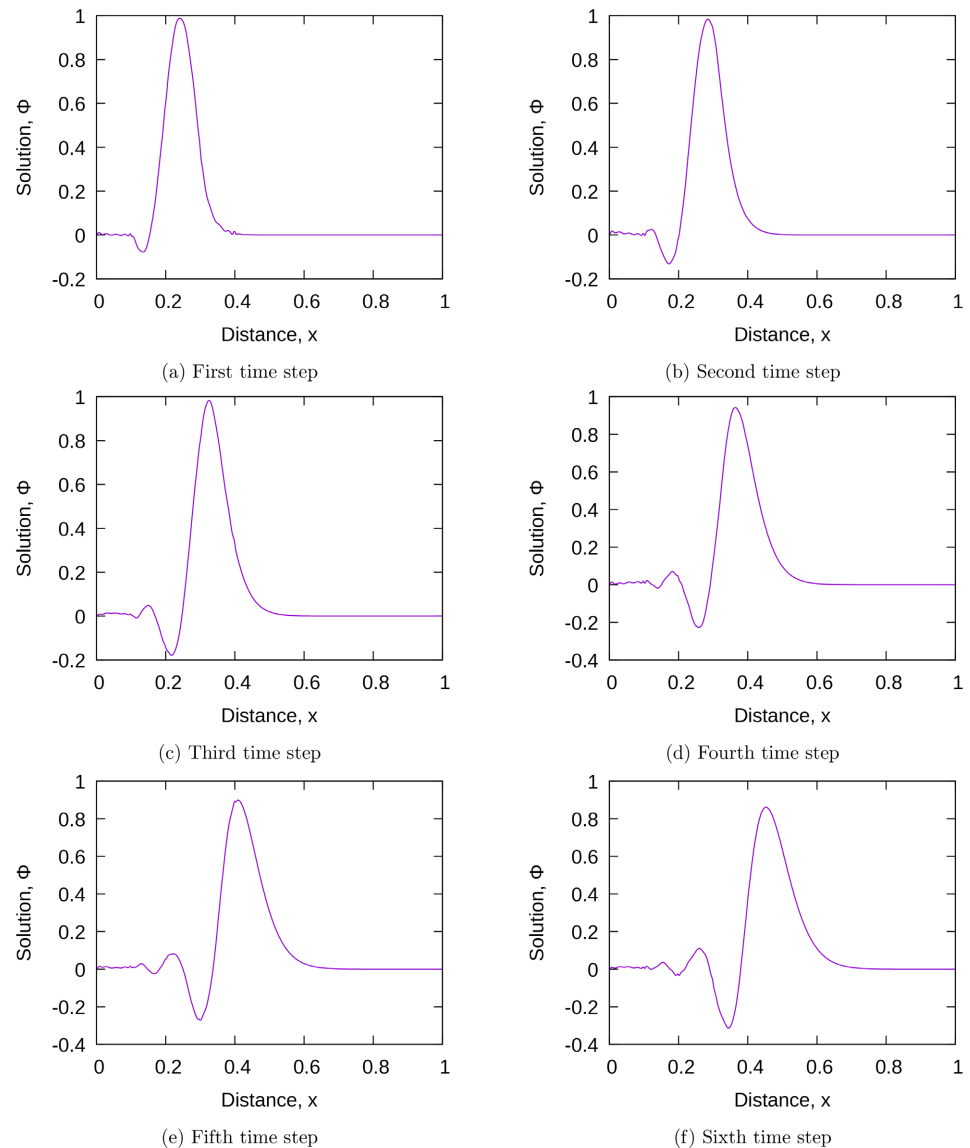 1
0.8
0.6
0.4
0.2
0
-0.2
Solution, Φ
0 0.2 0.4 0.6 0.8 1
Distance, x
(a) First time step
1
0.8
0.6
0.4
0.2
0
-0.2
Solution, Φ
0 0.2 0.4 0.6 0.8 1
Distance, x
(b) Second time step
1
0.8
0.6
0.4
0.2
0
-0.2
Solution, Φ
0 0.2 0.4 0.6 0.8 1
Distance, x
(c) Third time step
1
0.8
0.6
0.4
0.2
0
-0.2
-0.4
Solution, Φ
0 0.2 0.4 0.6 0.8 1
Distance, x
(d) Fourth time step
1
0.8
0.6
0.4
0.2
0
-0.2
-0.4
Solution, Φ
0 0.2 0.4 0.6 0.8 1
Distance, x
(e) Fifth time step
1
0.8
0.6
0.4
0.2
0
-0.2
-0.4
Solution, Φ
0 0.2 0.4 0.6 0.8 1
Distance, x
(f) Sixth time step